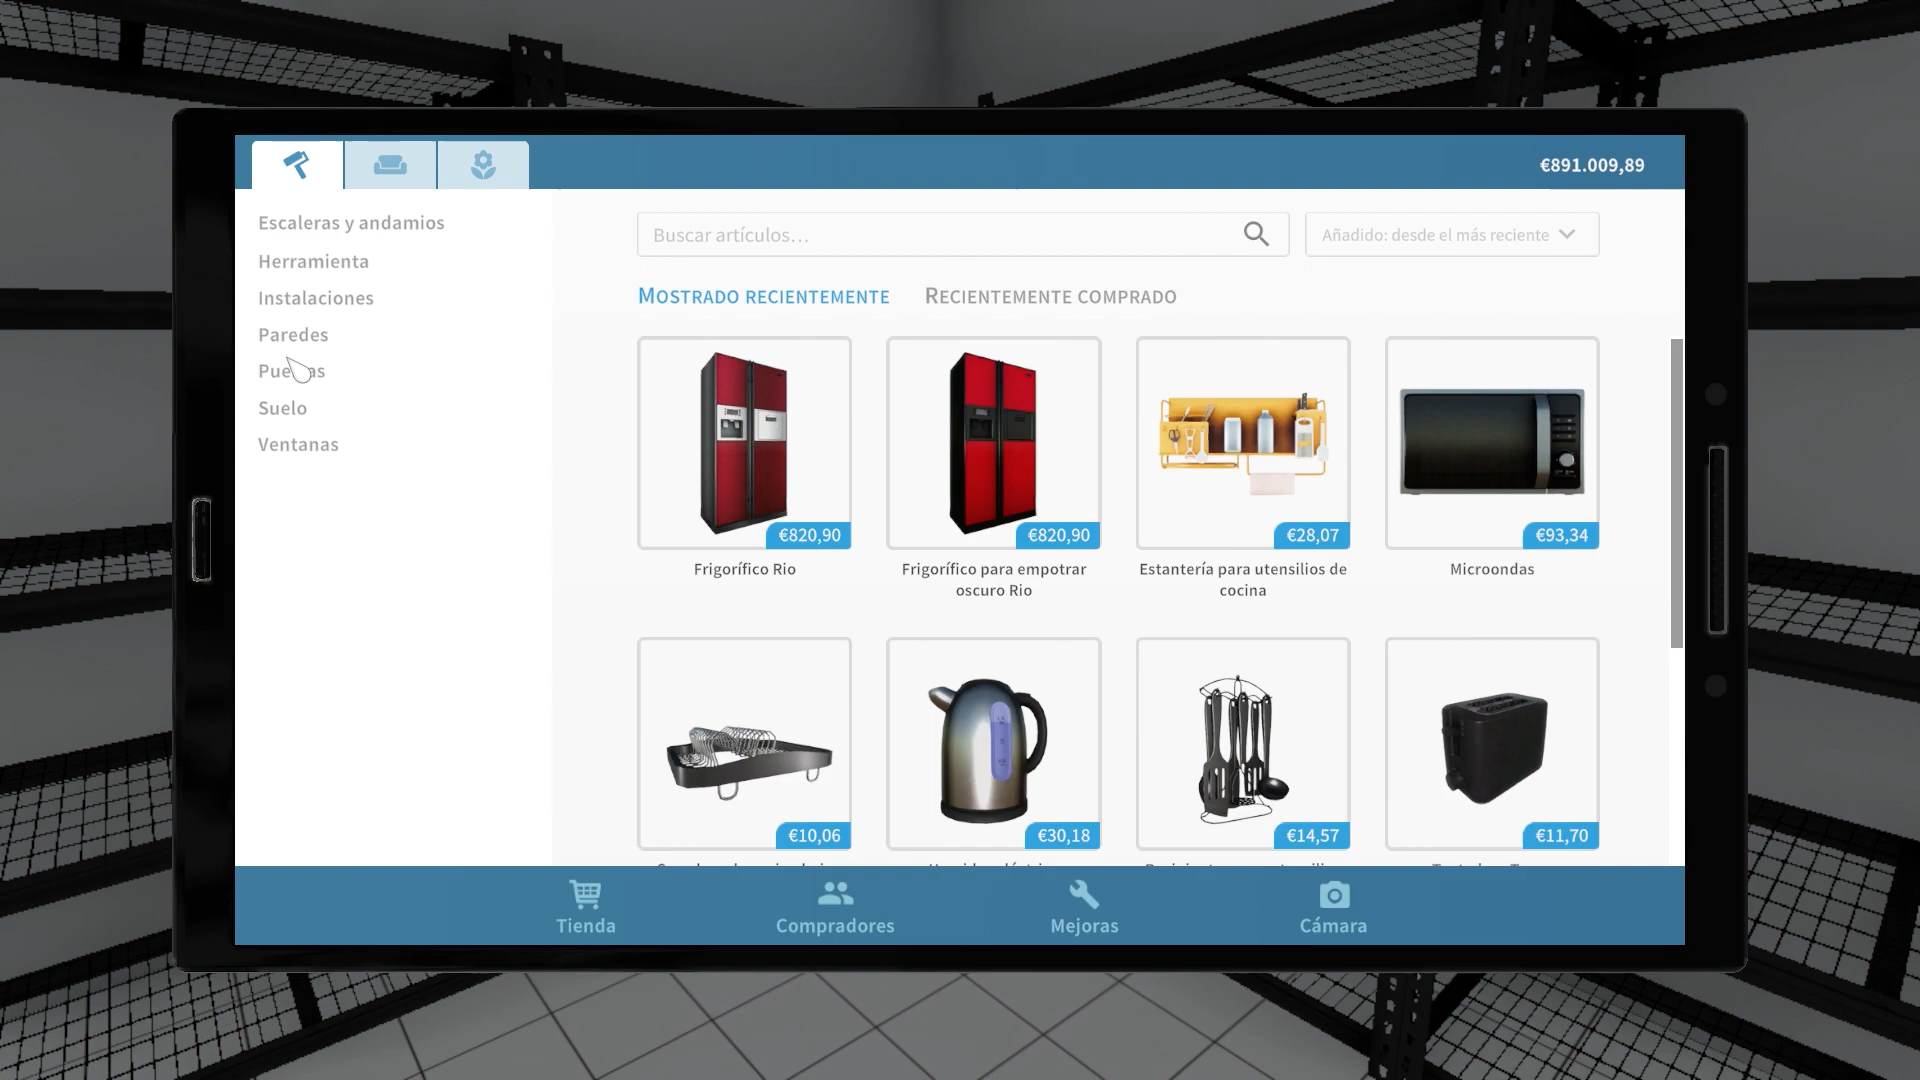 €891.009,89
Escaleras y andamios
Herramienta
Instalaciones
Paredes
Suelo
Ventanas
Buscar artículos...
Añadido: desde el más reciente
MOSTRADO RECIENTEMENTE
RECIENTEMENTE COMPRADO
€820,90
€820,90
€28,07
€93,34
Frigorífico Rio
Frigorífico para empotrar
oscuro Rio
Estantería para utensilios de
cocina
Microondas
€10,06
€30,18
€14,57
€11,70
Tienda
Compradores
Mejoras
Cámara